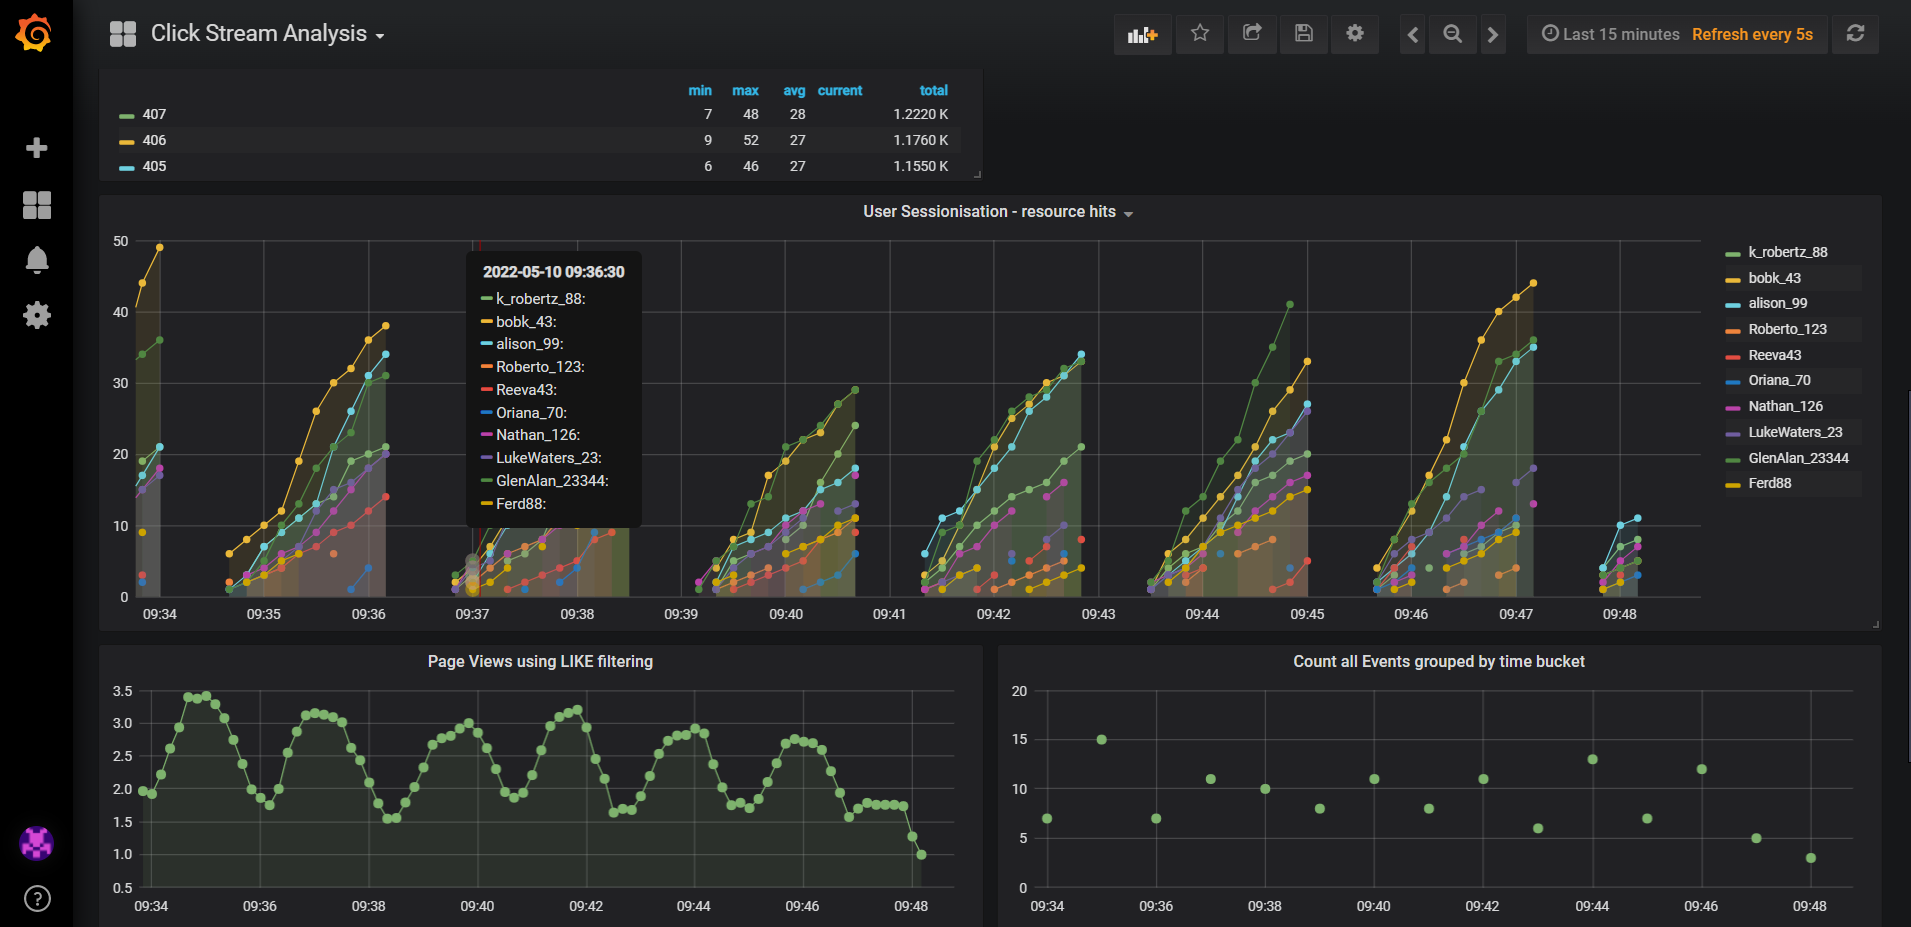 Click Stream Analysis
Last 15 minutes Refresh every 5s
min max avg current total
407 7 48 28 1.2220 K
406 9 52 27 1.1760 K
405 6 46 27 1.1550 K
User Sessionisation - resource hits
50
40
30
20
10
0
09:34 09:35 09:36 09:37 09:38 09:39 09:40 09:41 09:42 09:43 09:44 09:45 09:46 09:47 09:48
2022-05-10 09:36:30
k_robertz_88:
bobk_43:
alison_99:
Roberto_123:
Reeva43:
Oriana_70:
Nathan_126:
LukeWaters_23:
GlenAlan_23344:
Ferd88:
k_robertz_88
bobk_43
alison_99
Roberto_123
Reeva43
Oriana_70
Nathan_126
LukeWaters_23
GlenAlan_23344
Ferd88
Page Views using LIKE filtering
3.5
3.0
2.5
2.0
1.5
1.0
0.5
09:34 09:36 09:38 09:40 09:42 09:44 09:46 09:48
Count all Events grouped by time bucket
20
15
10
5
0
09:34 09:36 09:38 09:40 09:42 09:44 09:46 09:48
?